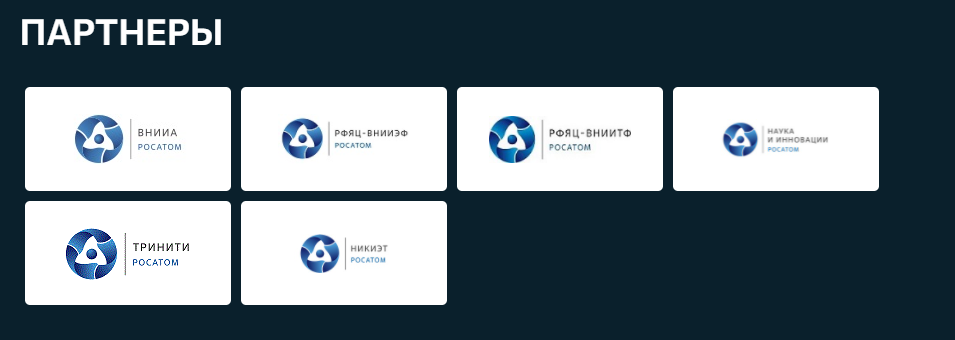 ПАРТНЕРЫ
ВНИИА
РОСАТОМ
РФЯЦ-ВНИИЭФ
РОСАТОМ
РФЯЦ-ВНИИТФ
РОСАТОМ
НАУКА
И ИННОВАЦИИ
РОСАТОМ
ТРИНИТИ
РОСАТОМ
НИКИЭТ
РОСАТОМ